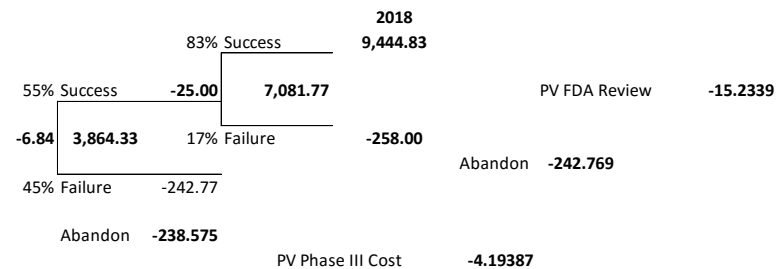 2018
83% Success 9,444.83
55% Success -25.00 7,081.77 PV FDA Review -15.2339
-6.84 3,864.33 17% Failure -258.00
Abandon -242.769
45% Failure -242.77
Abandon -238.575
PV Phase III Cost -4.19387